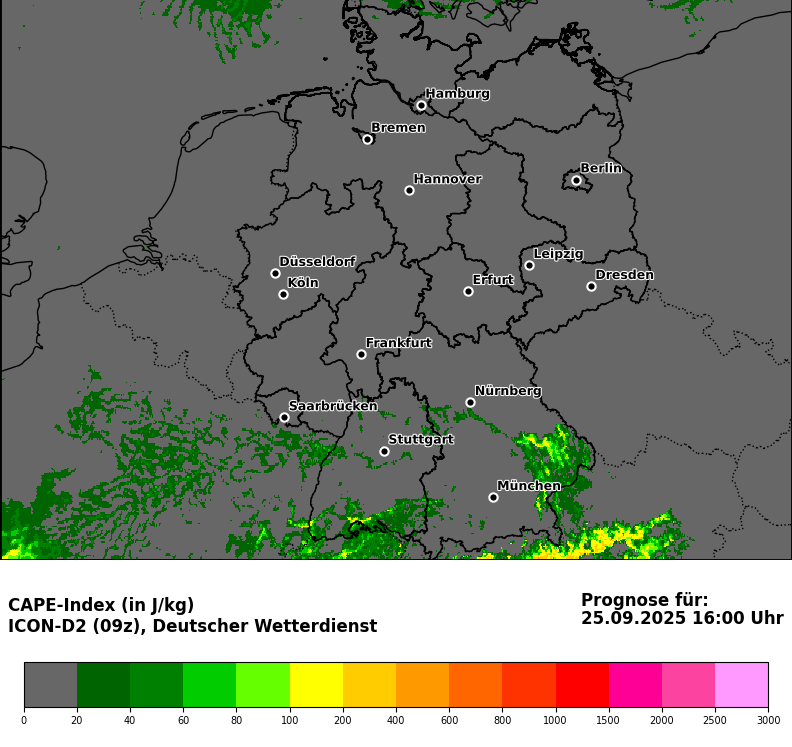 Hamburg
Bremen
Berlin
Hannover
Leipzig
Düsseldorf
Dresden
Erfurt
Köln
Frankfurt
Nürnberg
Saarbrücken
Stuttgart
München
CAPE-Index (in J/kg)
ICON-D2 (09z), Deutscher Wetterdienst
Prognose für:
25.09.2025 16:00 Uhr
0 20 40 60 80 100 200 400 600 800 1000 1500 2000 2500 3000